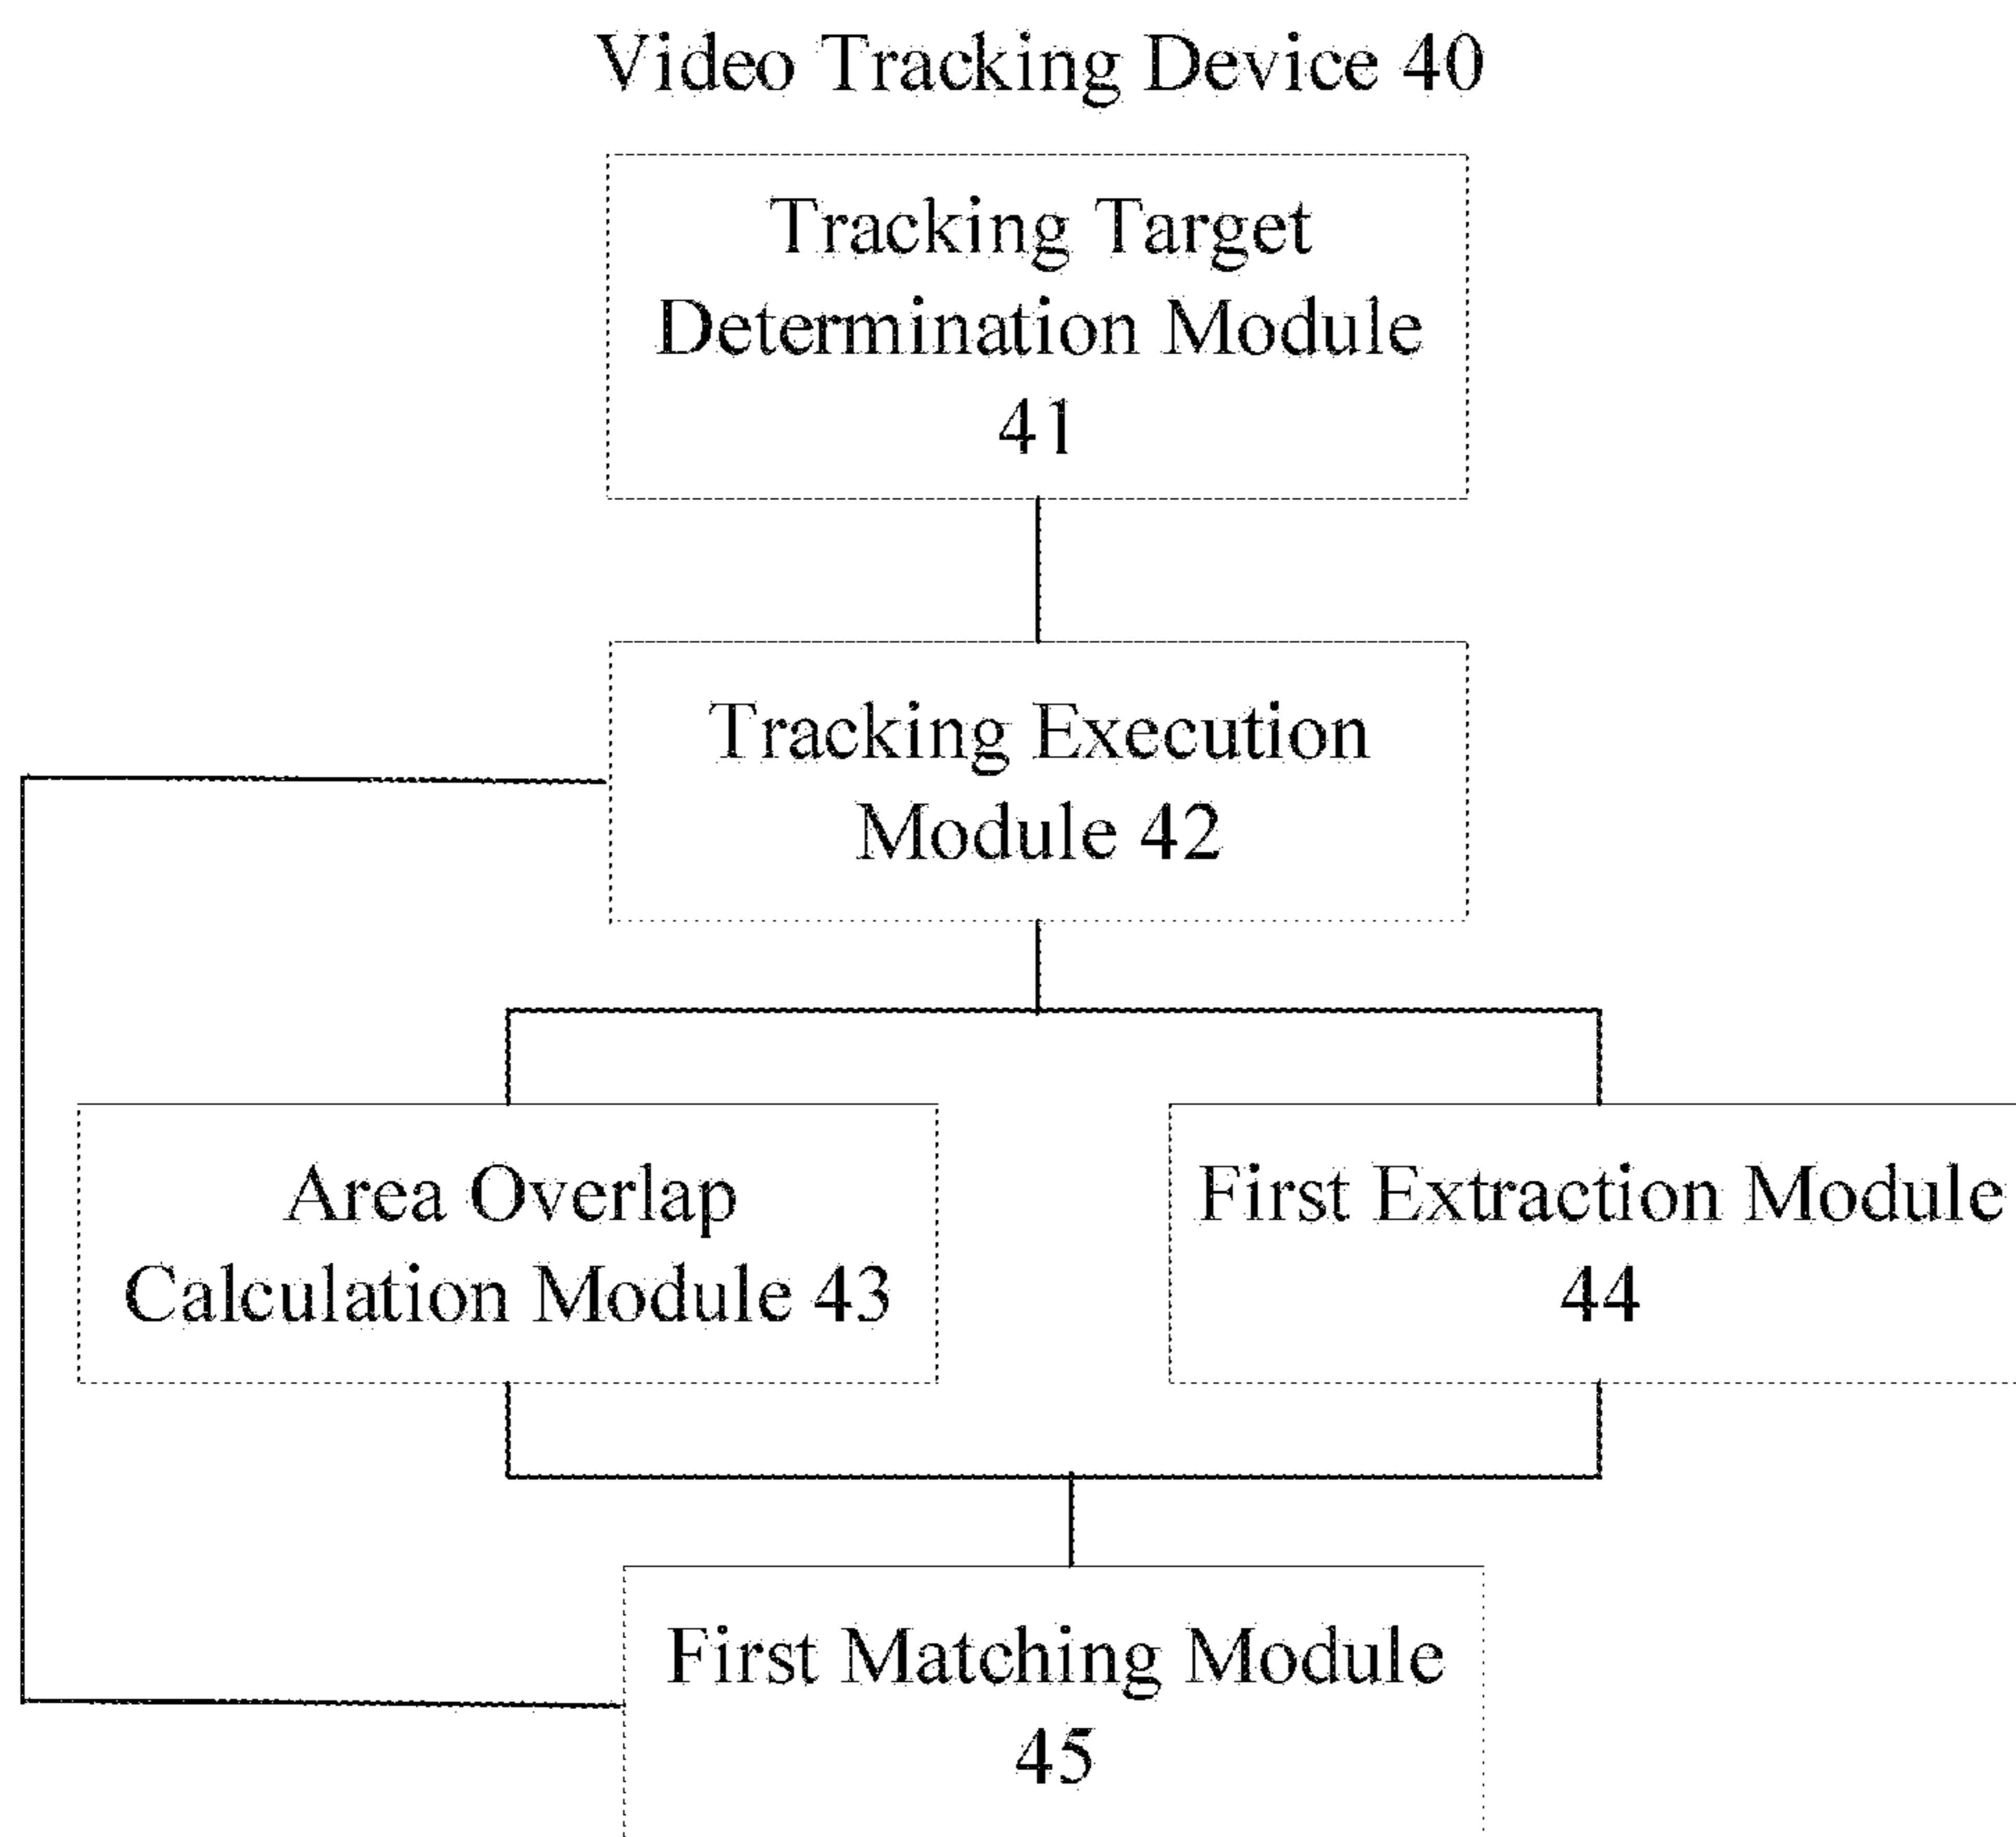 Video Tracking Device 40
Tracking Target
Determination Module
41
Tracking Execution
Module 42
Area Overlap
Calculation Module 43
First Extraction Module
44
First Matching Module
45